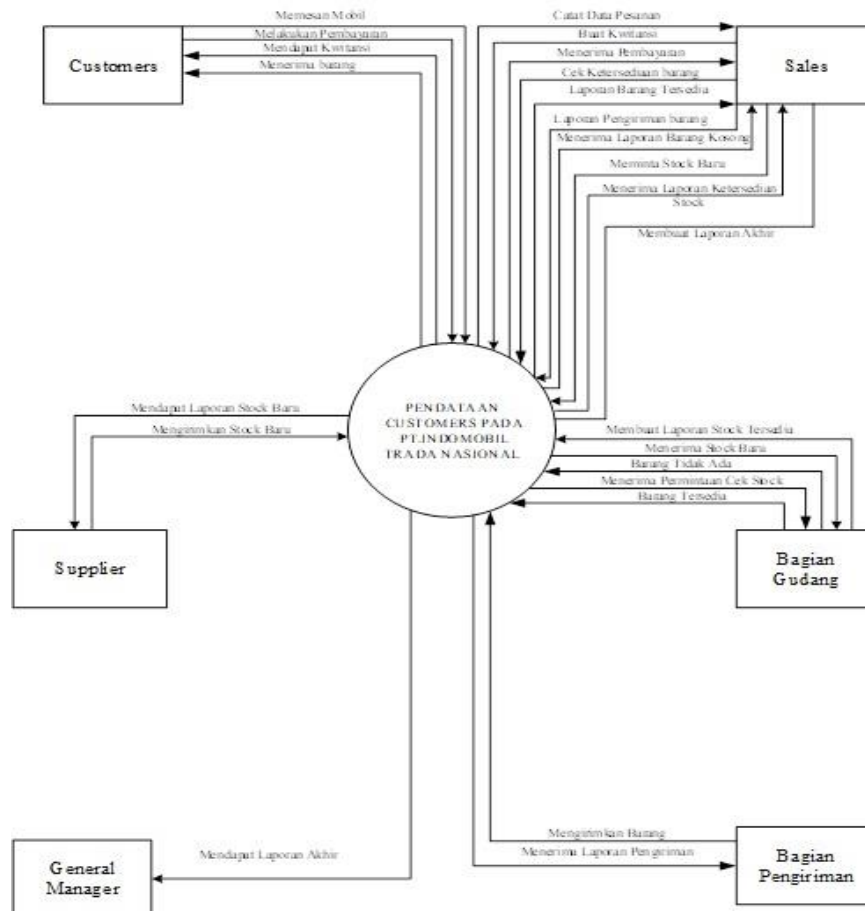 Memesan Mobil
Melakukan Pembayaran
Mendapat Kwitansi
Menerima barang
Customers
Catat Data Pesanan
Buat Kwitansi
Menerima Pembayaran
Cek Ketersediaan barang
Laporan Barang Tersedia
Sales
Laporan Pengiriman barang
Menerima Laporan Barang Kosong
Meminta Stock Baru
Menerima Laporan Ketersedian
Stock
Membuat Laporan Akhir
PENDATAAN
CUSTOMERS PADA
PT.INDOMOBIL
TRADA NASIONAL
Mendapat Laporan Stock Baru
Mengirimkan Stock Baru
Supplier
Membuat Laporan Stock Tersedia
Menerima Stock Baru
Barang Tidak Ada
Menerima Permintaan Cek Stock
Barang Tersedia
Bagian
Gudang
Mendapat Laporan Akhir
General
Manager
Mengirimkan Barang
Menerima Laporan Pengiriman
Bagian
Pengiriman